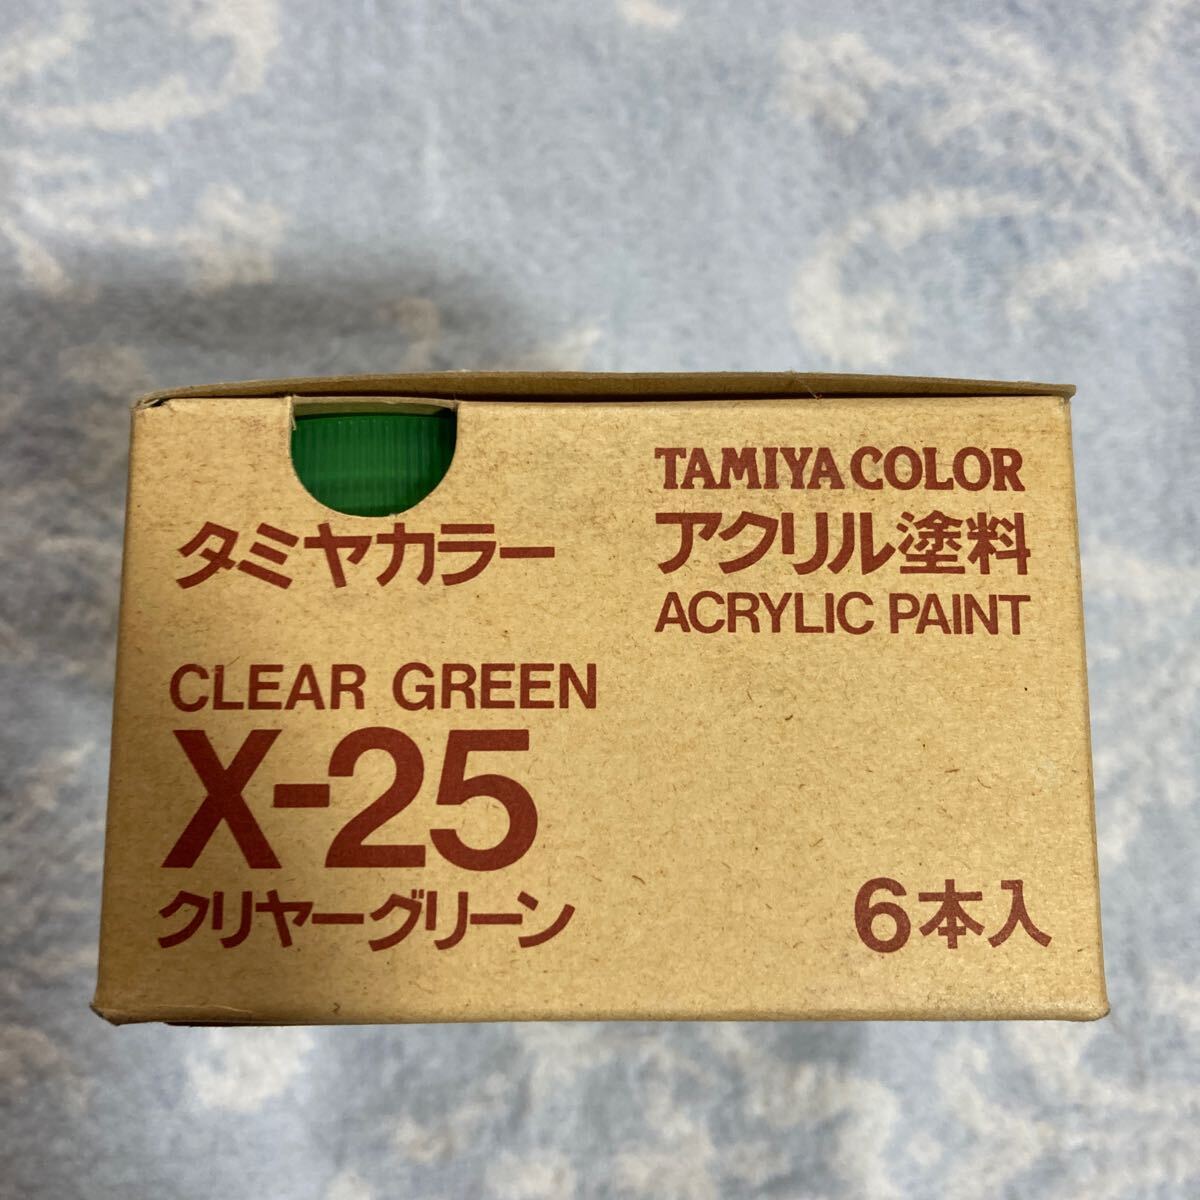 TAMIYA COLOR
アクリル塗料
ACRYLIC PAINT
タミヤカラー
CLEAR GREEN
X-25
クリヤーグリーン
6本入